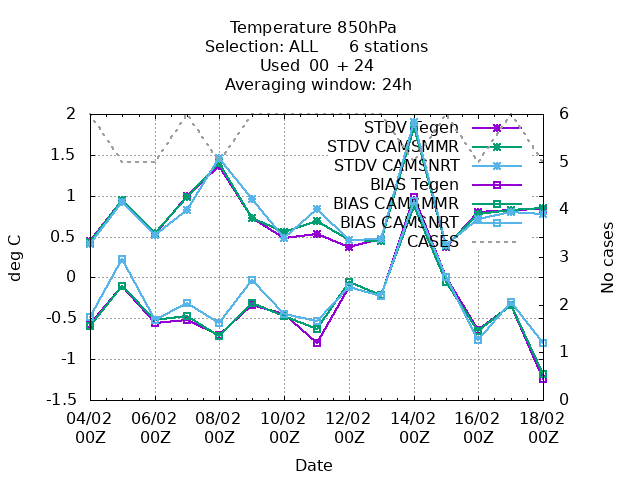 Temperature 850hPa
Selection: ALL 6 stations
Used 00 + 24
Averaging window: 24h
2
1.5
1
0.5
0
-0.5
-1
-1.5
deg C
6
5
4
3
2
1
0
No cases
STDV Tegen
STDV CAMSMMR
STDV CAMSNRT
BIAS Tegen
BIAS CAMSMMR
BIAS CAMSNRT
CASES
04/02 06/02 08/02 10/02 12/02 14/02 16/02 18/02
00Z 00Z 00Z 00Z 00Z 00Z 00Z 00Z
Date